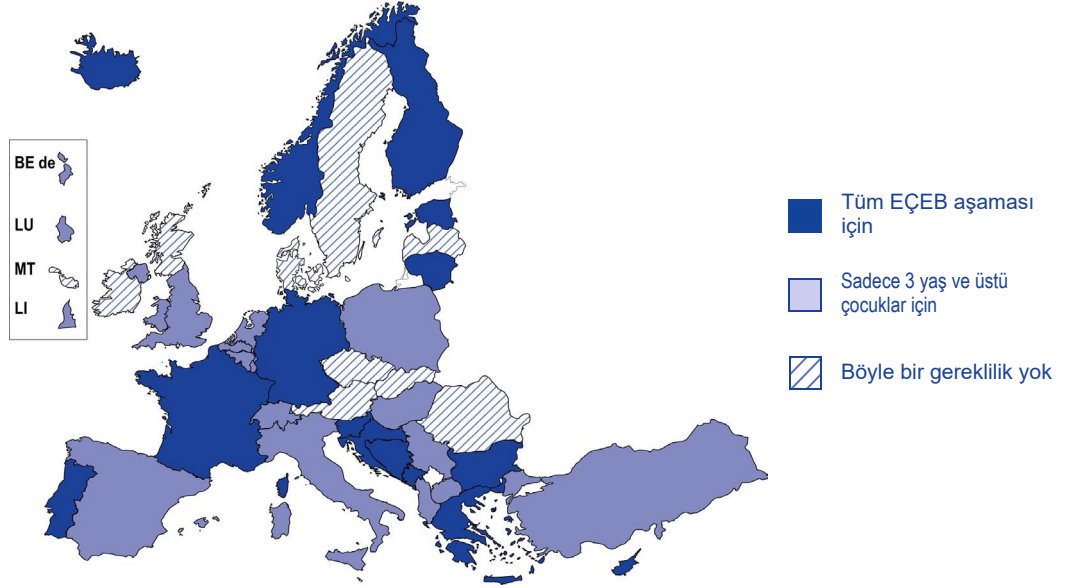 BE de
LU
MT
LI
Tüm EÇEB aşaması
için
Sadece 3 yaş ve üstü
çocuklar için
Böyle bir gereklilik yok